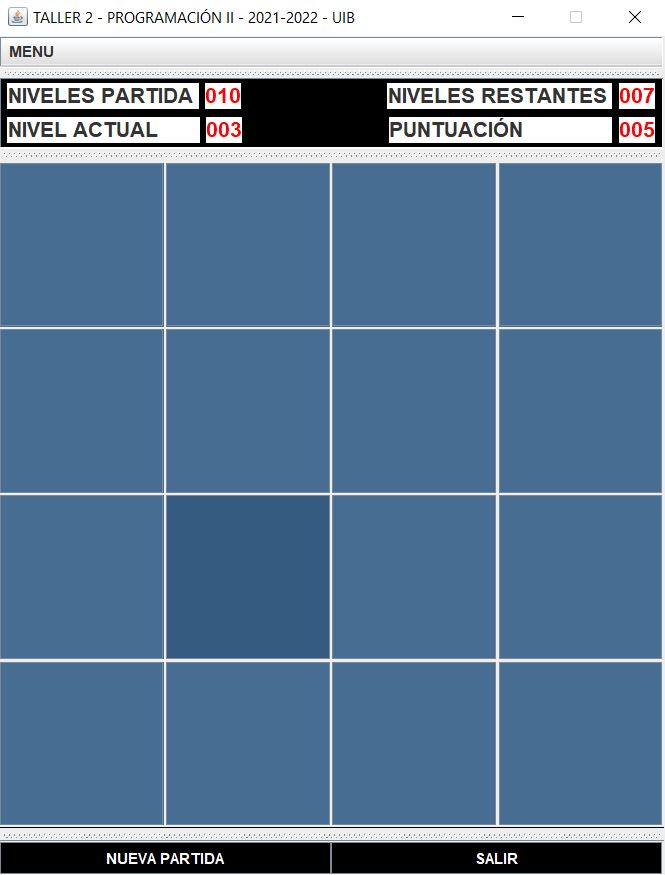 TALLER 2 - PROGRAMACIÓN II - 2021-2022 - UIB
MENU
NIVELES PARTIDA 010 NIVELES RESTANTES 007
NIVEL ACTUAL 003 PUNTUACIÓN 005
NUEVA PARTIDA SALIR